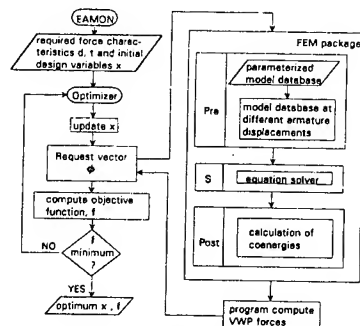 EAMON
FEM package
required force charac-
teristics d, t and initial
design variables x
parameterized
model database
Optimizer
Pre
model database at
different armature
displacements
update x
Request vector
ϕ
S
equation solver
compute objective
function, f
Post
calculation of
coenergies
NO
f
minimum
?
YES
optimum x, f
program compute
VWP forces